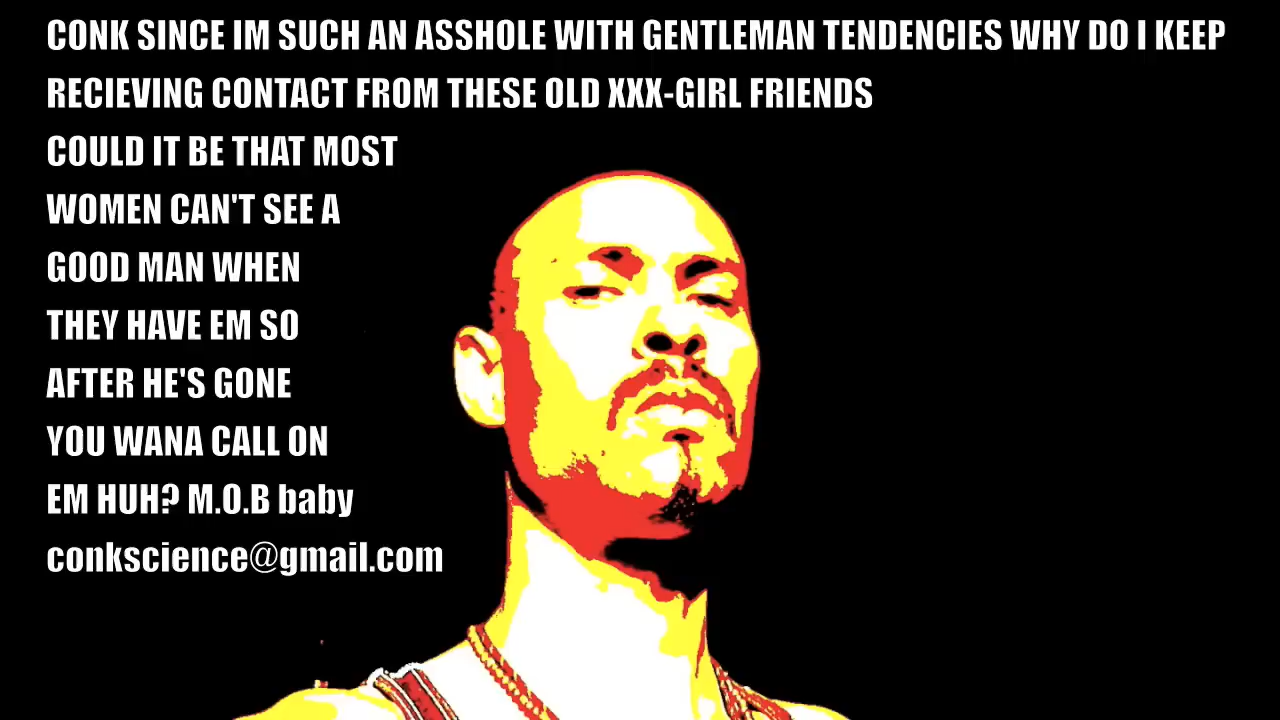 CONK SINCE IM SUCH AN ASSHOLE WITH GENTLEMAN TENDENCIES WHY DO I KEEP
RECIEVING CONTACT FROM THESE OLD XXX-GIRL FRIENDS
COULD IT BE THAT MOST
WOMEN CAN'T SEE A
GOOD MAN WHEN
THEY HAVE EM SO
AFTER HE'S GONE
YOU WANA CALL ON
EM HUH? M.O.B baby
conkscience@gmail.com